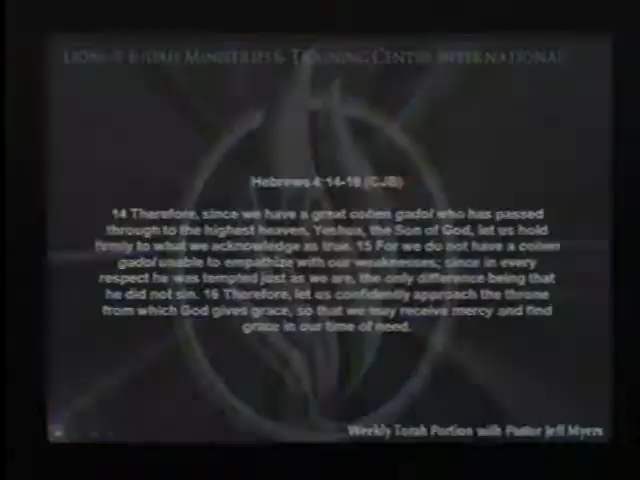 Lion of Judah Ministries & Training Center International
Hebrews 4:14-16 (CJB)
14 Therefore, since we have a great cohen gadol who has passed
through to the highest heaven, Yeshua, the Son of God, let us hold
firmly to what we acknowledge as true. 15 For we do not have a cohen
gadol unable to empathize with our weaknesses; since in every
respect he was tempted just as we are, the only difference being that
he did not sin. 16 Therefore, let us confidently approach the throne
from which God gives grace, so that we may receive mercy and find
grace in our time of need.
Weekly Torah Portion with Pastor Jeff Myers